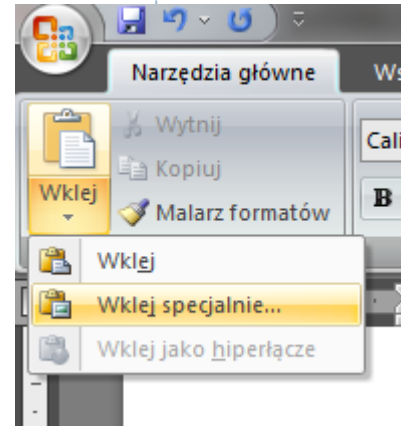 Narzędzia główne
Ws
Wytnij
Kopiuj
Malarz formatów
Wklej
Cali
B
Wklej
Wklej specjalnie...
Wklej jako hiperłącze